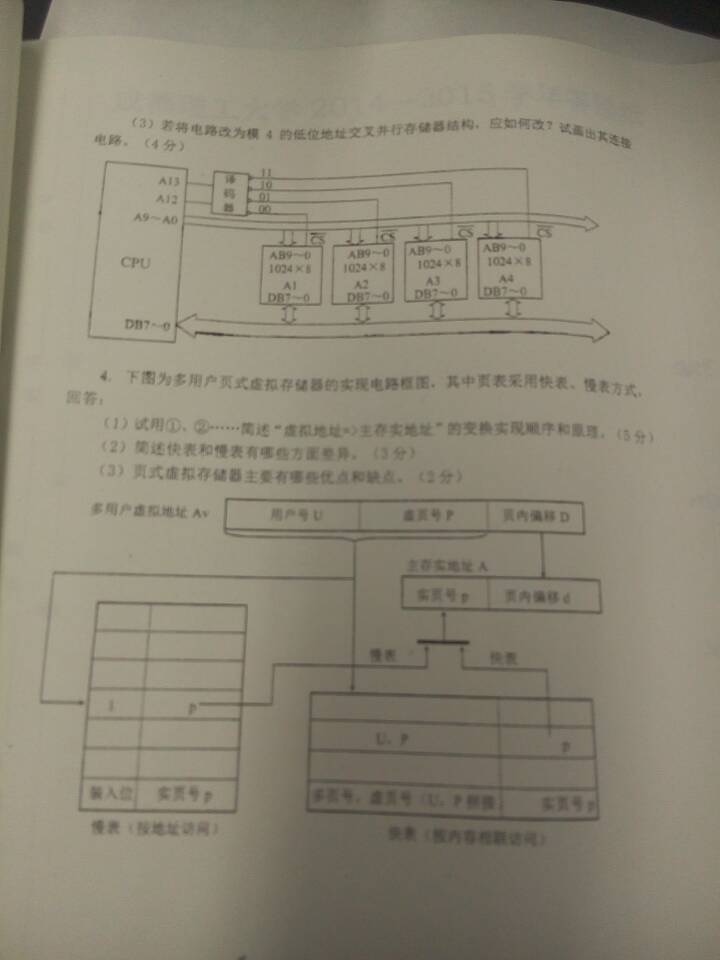 (3)若将电路改为模 4 的低位地址交叉并行存储器结构,应如何改?试画出其连接
电路。(4分)
A13
A12
A9~A0
CPU
DB7~0
译
码
器
11
10
01
00
CS
CS
CS
CS
AB9~0
1024×8
A1
DB7~0
AB9~0
1024×8
A2
DB7~0
AB9~0
1024×8
A3
DB7~0
AB9~0
1024×8
A4
DB7~0
4. 下图为多用户页式虚拟存储器的实现电路框图,其中页表采用快表、慢表方式,
回答:
(1)试用①、②……简述“虚拟地址=>主存实地址”的变换实现顺序和原理。(5分)
(2)简述快表和慢表有哪些方面差异。(3分)
(3)页式虚拟存储器主要有哪些优点和缺点。(2分)
多用户虚拟地址 Av
用户号 U
虚页号 P
页内偏移 D
主存实地址 A
实页号 p
页内偏移 d
慢表
快表
1
p
U,P
p
装入位
实页号 p
虚页号(U,P拼接)
实页号 p
慢表(按地址访问)
快表(按内容相联访问)